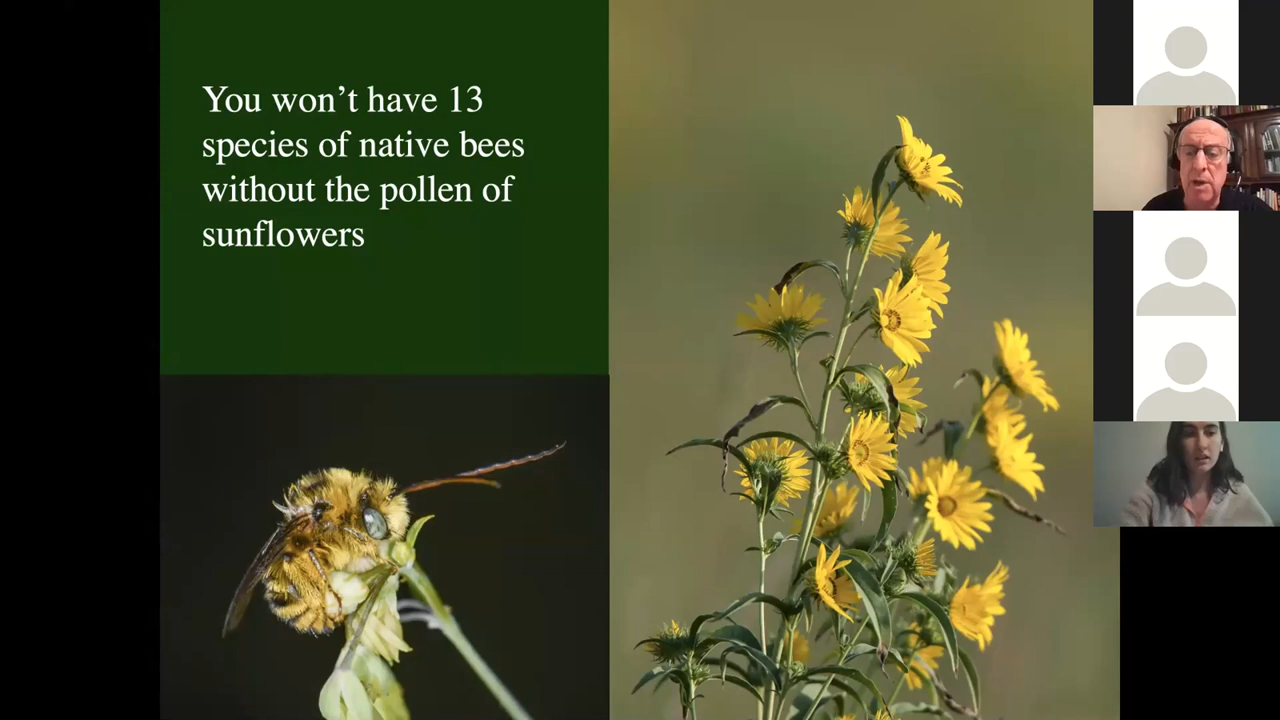 You won’t have 13
species of native bees
without the pollen of
sunflowers